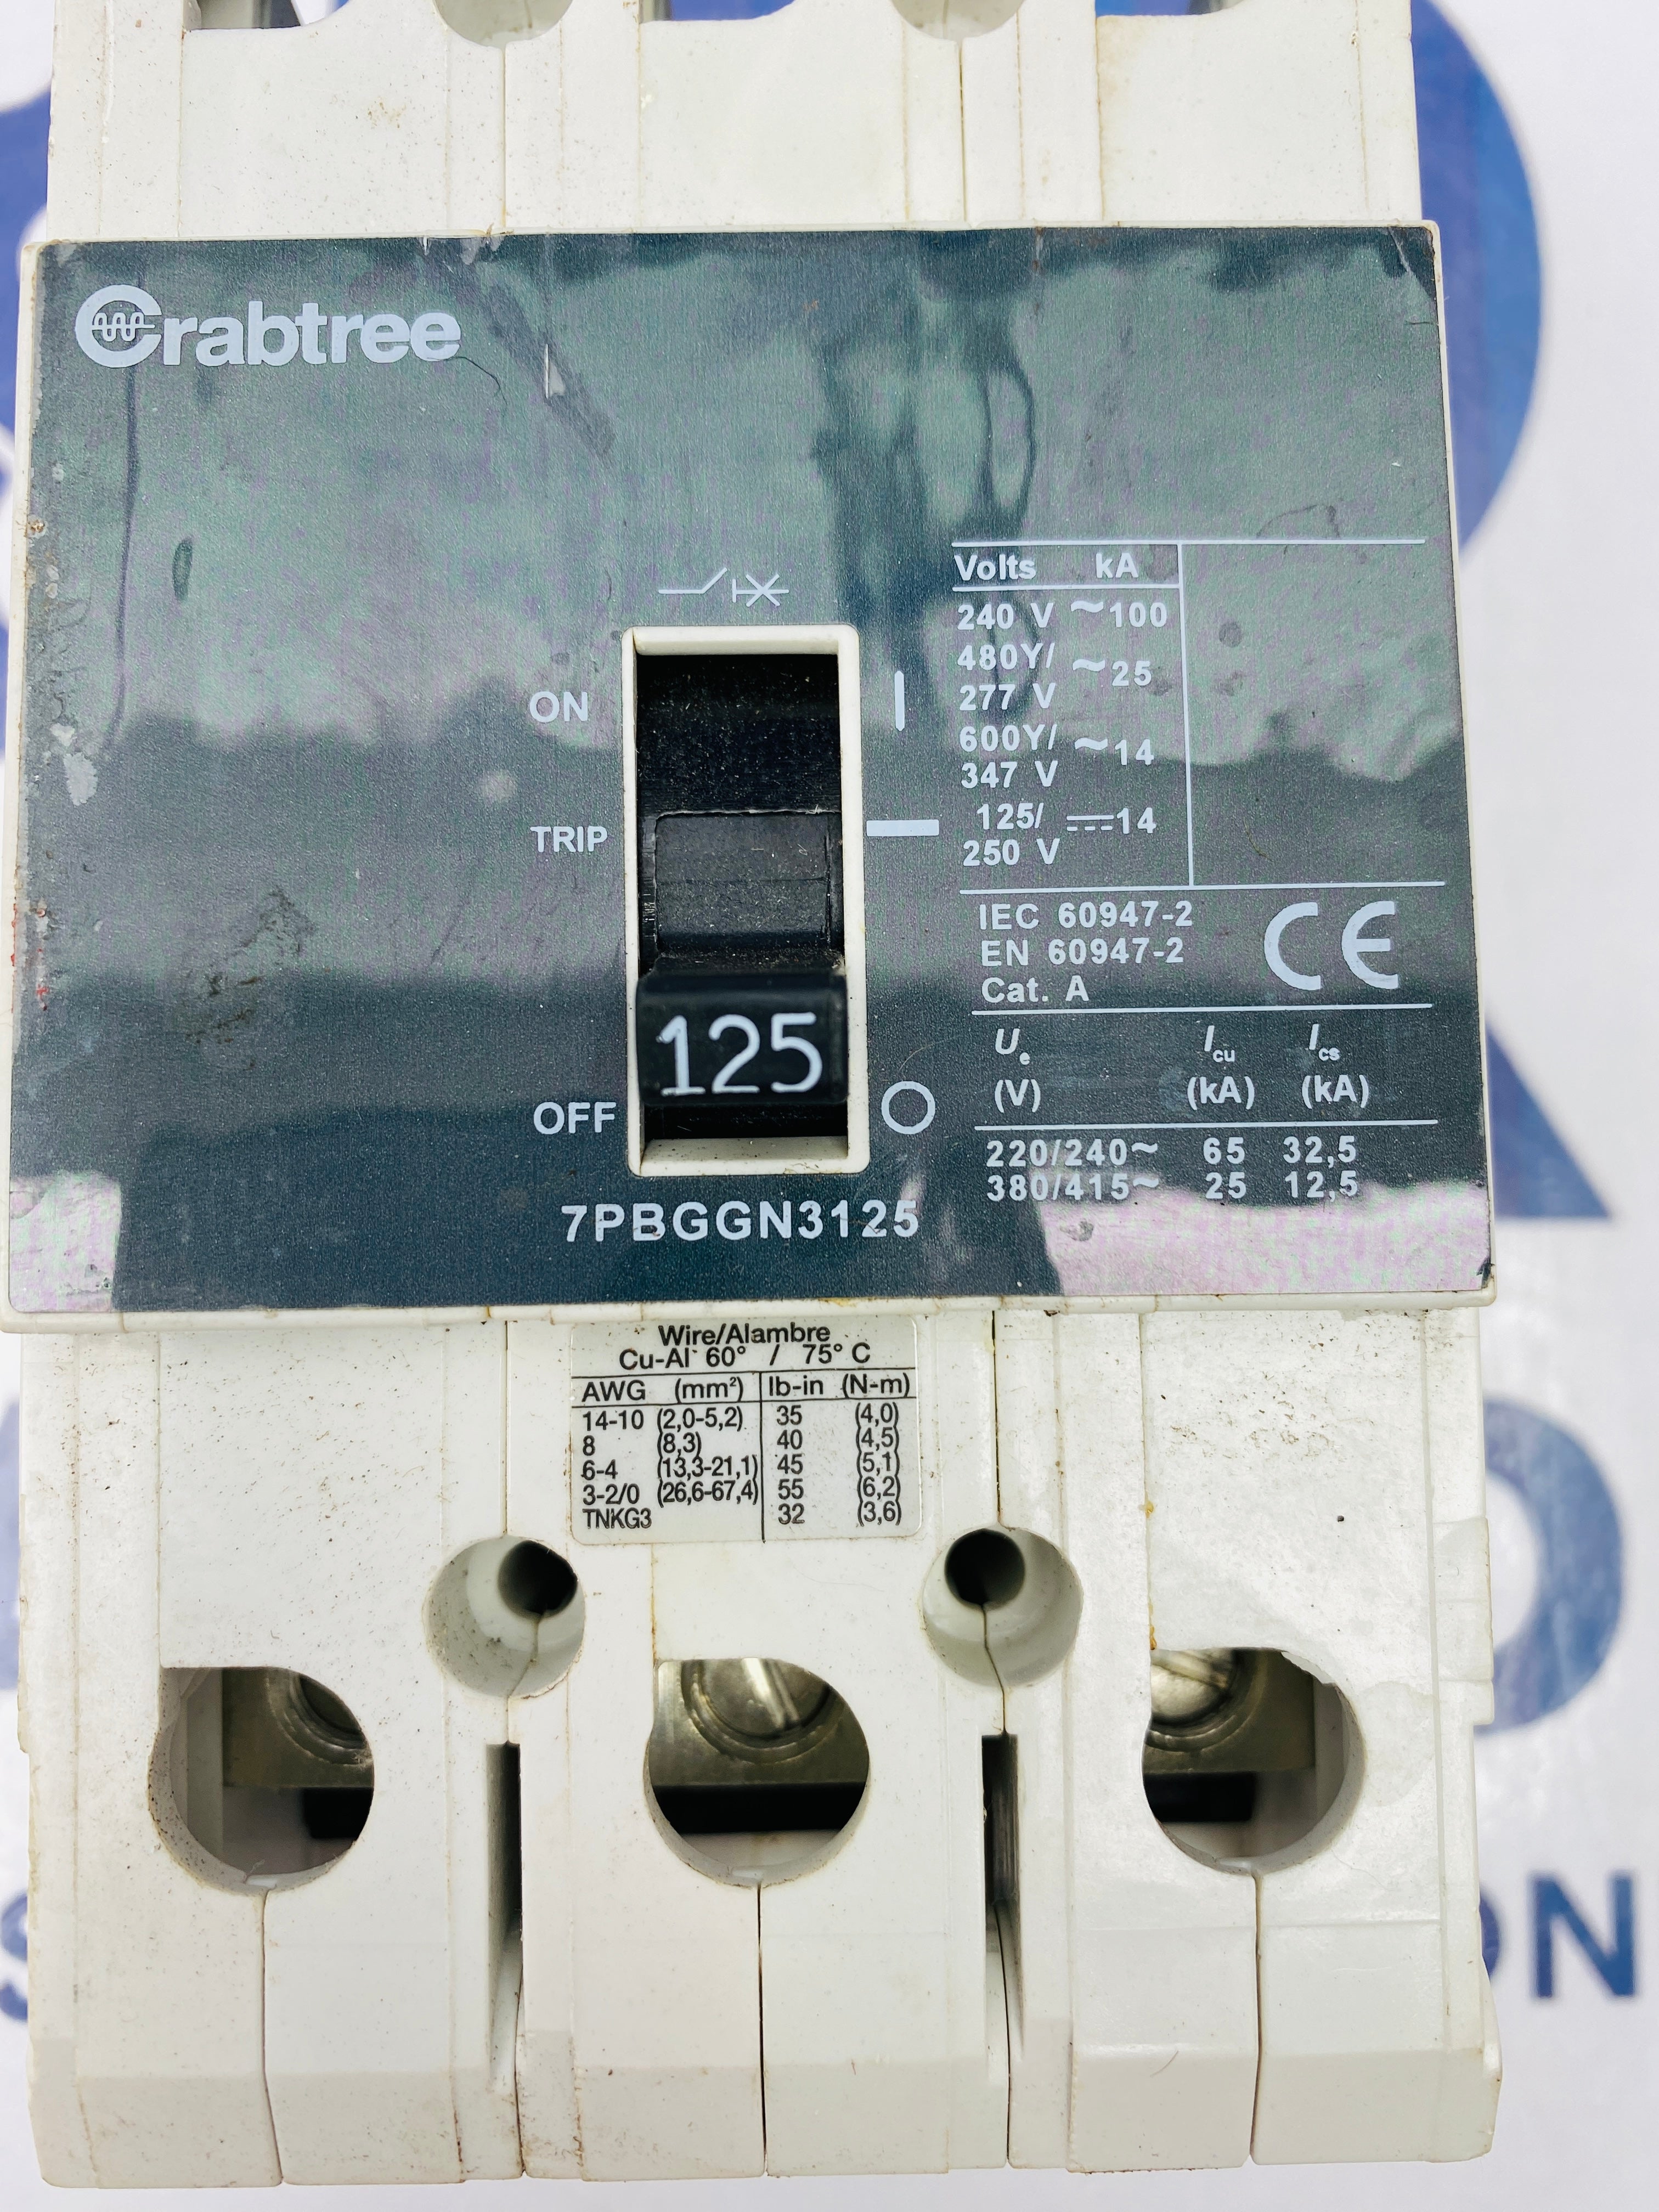 Crabtree
Volts kA
240 V ~100
480Y/
277 V ~25
600Y/
347 V ~14
125/
250 V ⎓14
ON
TRIP
OFF
125
IEC 60947-2
EN 60947-2
Cat. A
CE
Ue Icu Ics
(V) (kA) (kA)
220/240~ 65 32,5
380/415~ 25 12,5
7PBGGN3125
Wire/Alambre
Cu-Al 60° / 75° C
AWG (mm²) lb-in (N-m)
14-10 (2,0-5,2) 35 (4,0)
8 (8,3) 40 (4,5)
6-4 (13,3-21,1) 45 (5,1)
3-2/0 (26,6-67,4) 55 (6,2)
TNKG3 32 (3,6)